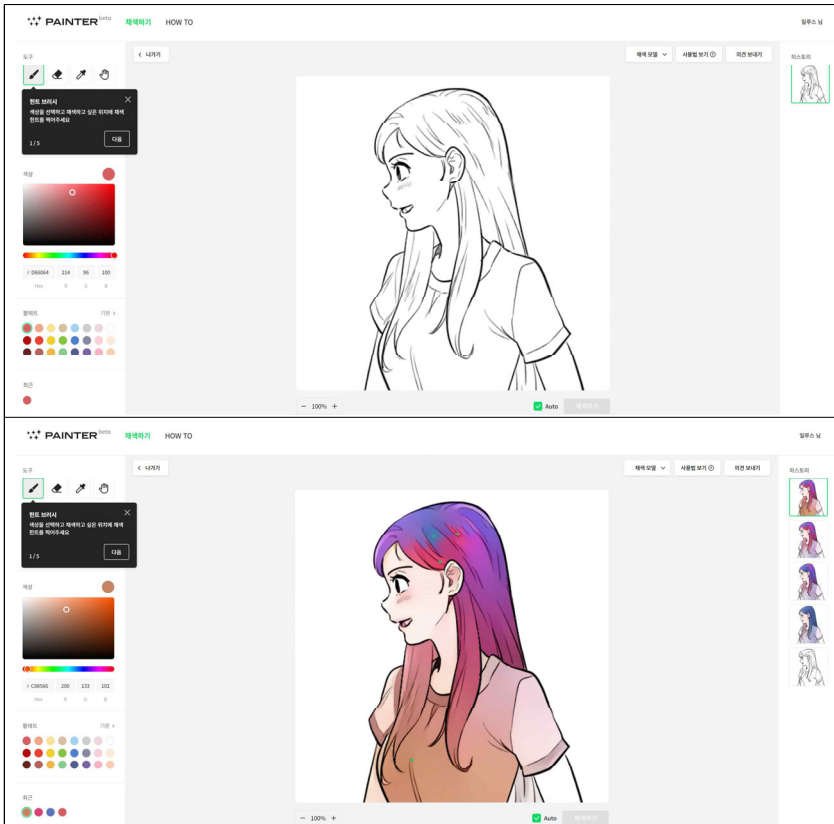 PAINTER beta
채색하기
HOW TO
일루스 님
도구
나가기
채색 모델
사용법 보기
의견 보내기
히스토리
힌트 브러시
색상을 선택하고 채색하고 싶은 위치에 채색
힌트를 찍어주세요
1 / 5
다음
색상
# D66064 214 96 100
Hex R G B
팔레트
기본 >
최근
− 100% +
Auto
채색하기
PAINTER beta
채색하기
HOW TO
일루스 님
도구
나가기
채색 모델
사용법 보기
의견 보내기
히스토리
힌트 브러시
색상을 선택하고 채색하고 싶은 위치에 채색
힌트를 찍어주세요
1 / 5
다음
색상
# C88566 200 133 102
Hex R G B
팔레트
기본 >
최근
− 100% +
Auto
채색하기